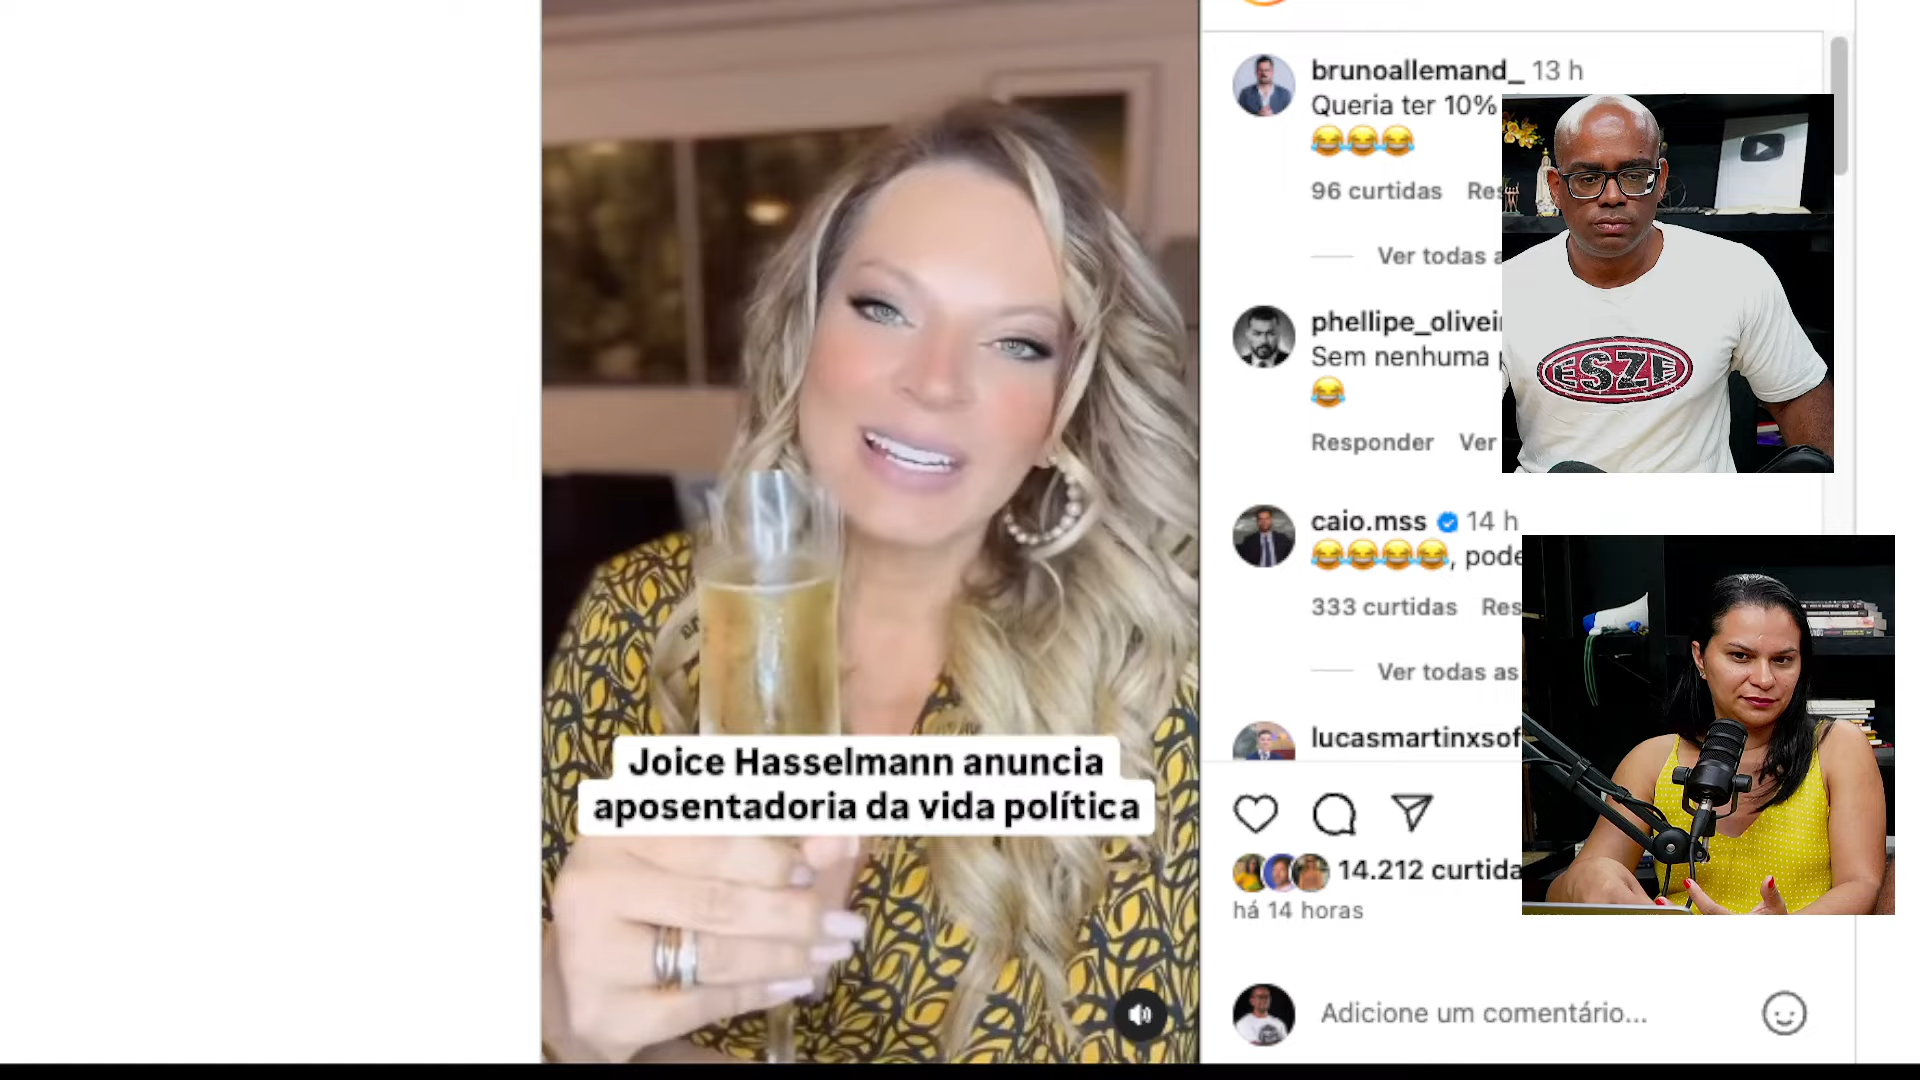 brunoallemand_ 13 h
Queria ter 10%
😂😂😂
96 curtidas
Ver todas
phellipe_olivei
Sem nenhuma
😂
Responder Ver
caio.mss 14 h
😂😂😂😂, pode
333 curtidas
Ver todas as
lucasmartinxsof
Joice Hasselmann anuncia
aposentadoria da vida política
14.212 curtida
há 14 horas
Adicione um comentário...
ESZE